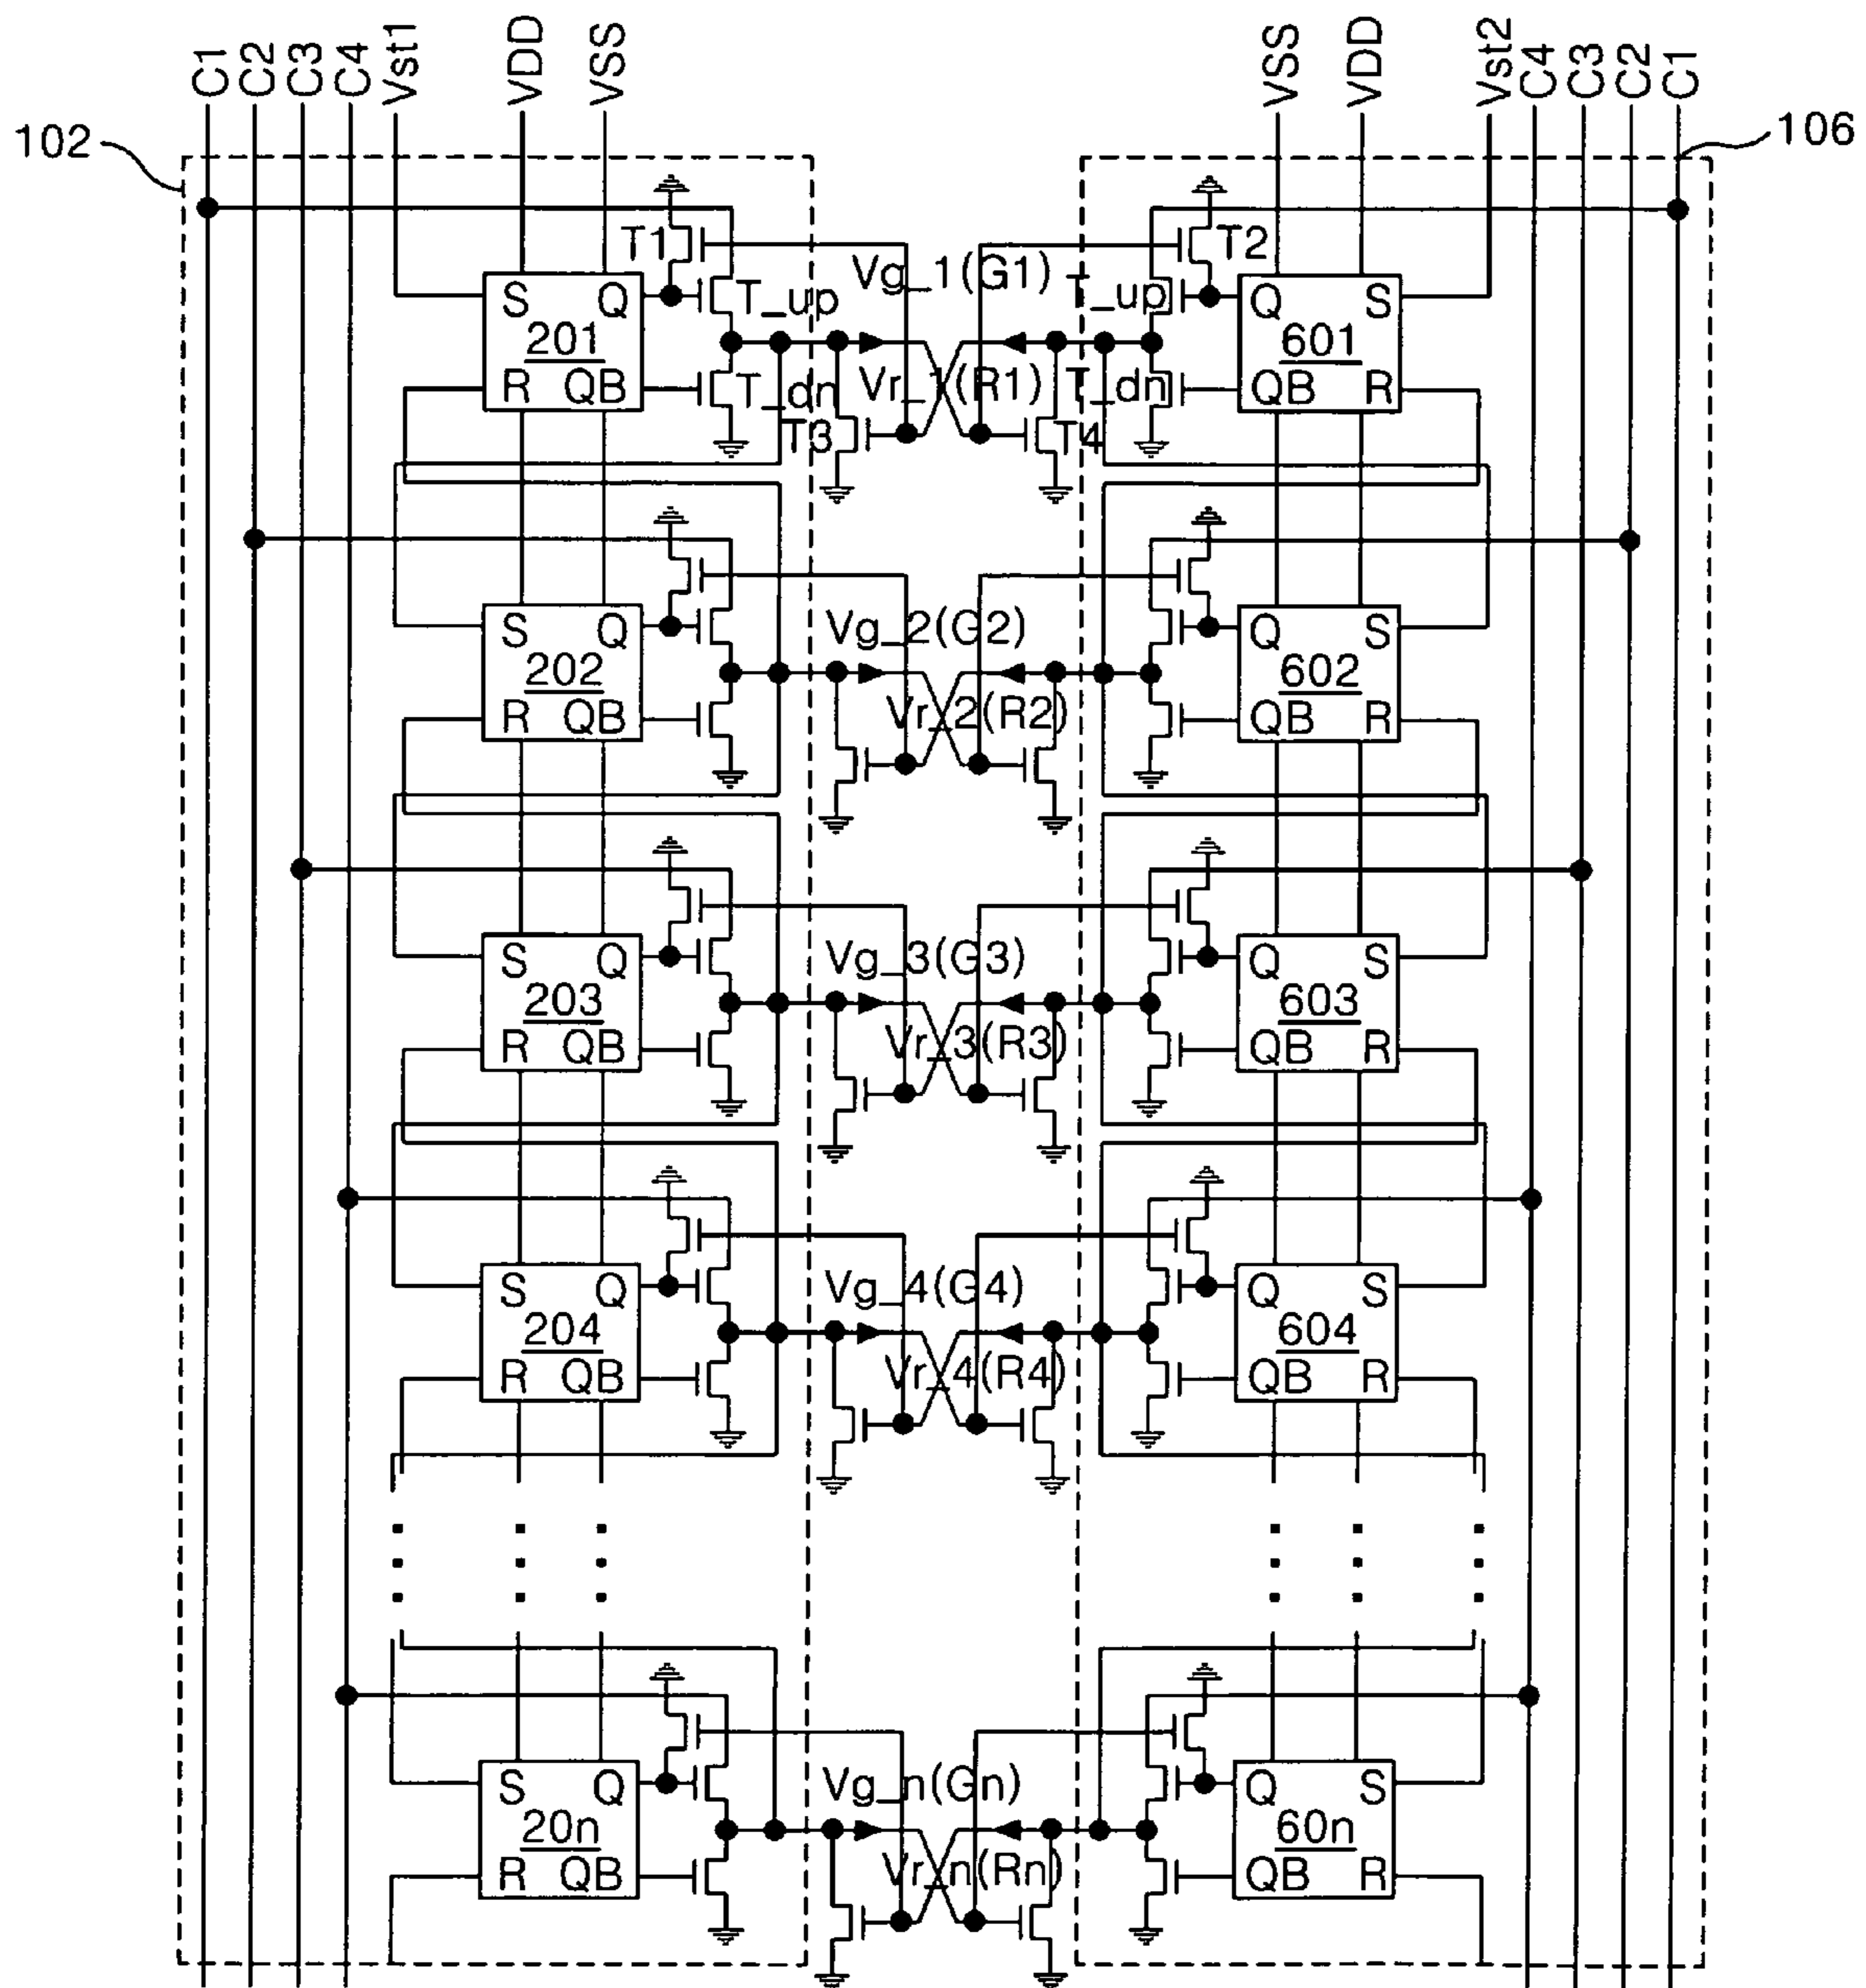 C1 C2 C3 C4 Vst1 VDD VSS VSS VDD Vst2 C4 C3 C2 C1
102 106
T1 Vg_1(G1) T2
S Q T_up T_up Q S
201 601
R QB T_dn Vr_1(R1) T_dn QB R
T3 T4
S Q Vg_2(G2) Q S
202 602
R QB Vr_2(R2) QB R
S Q Vg_3(G3) Q S
203 603
R QB Vr_3(R3) QB R
S Q Vg_4(G4) Q S
204 604
R QB Vr_4(R4) QB R
S Q Vg_n(Gn) Q S
20n 60n
R QB Vr_n(Rn) QB R